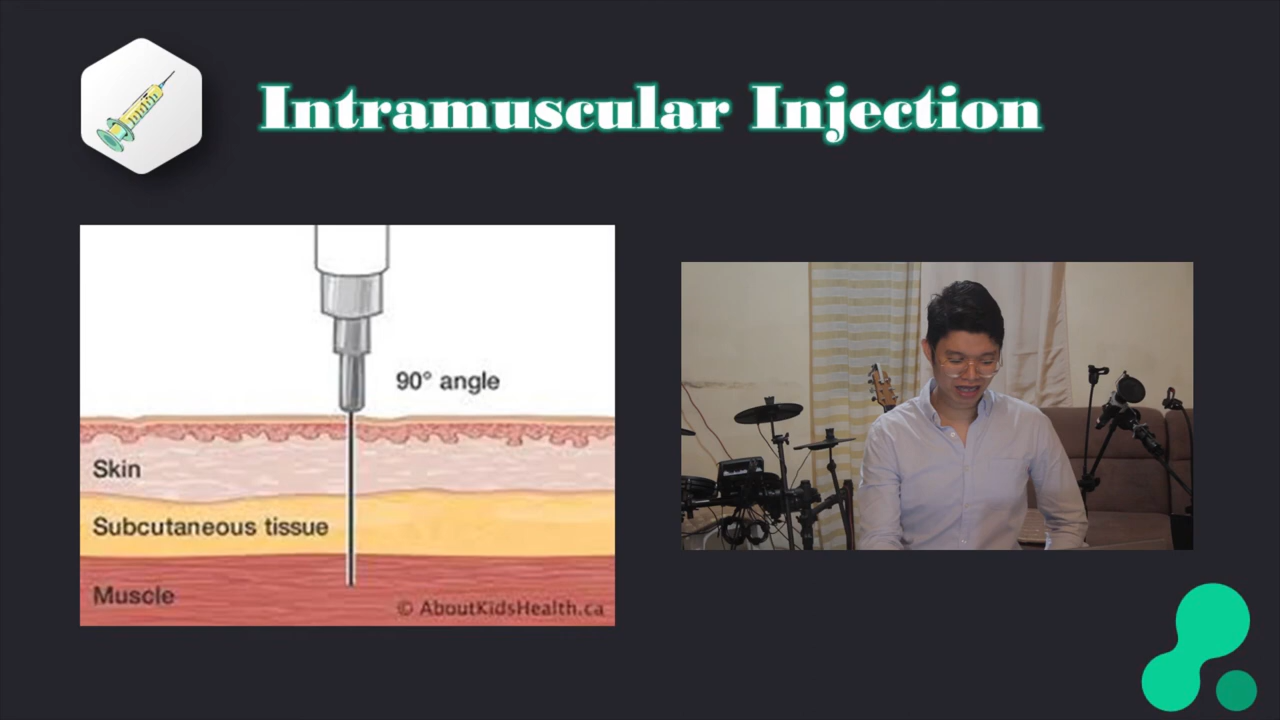 Intramuscular Injection
90° angle
Skin
Subcutaneous tissue
Muscle
© AboutKidsHealth.ca